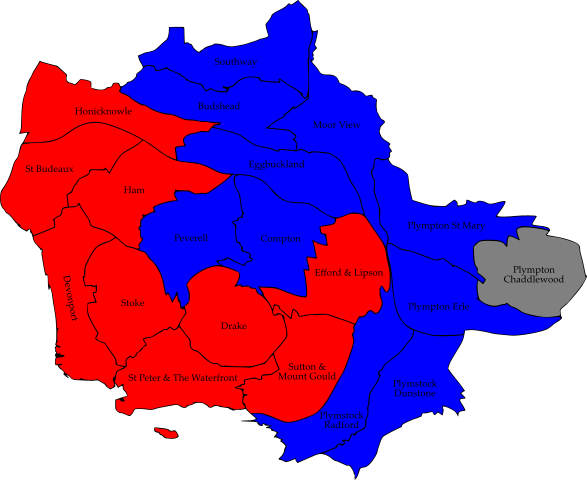 Southway
Budshead
Honicknowle
Moor View
Eggbuckland
St Budeaux
Ham
Plympton St Mary
Peverell
Compton
Efford & Lipson
Plympton
Chaddlewood
Devonport
Stoke
Plympton Erle
Drake
Sutton &
Mount Gould
St Peter & The Waterfront
Plymstock
Dunstone
Plymstock
Radford